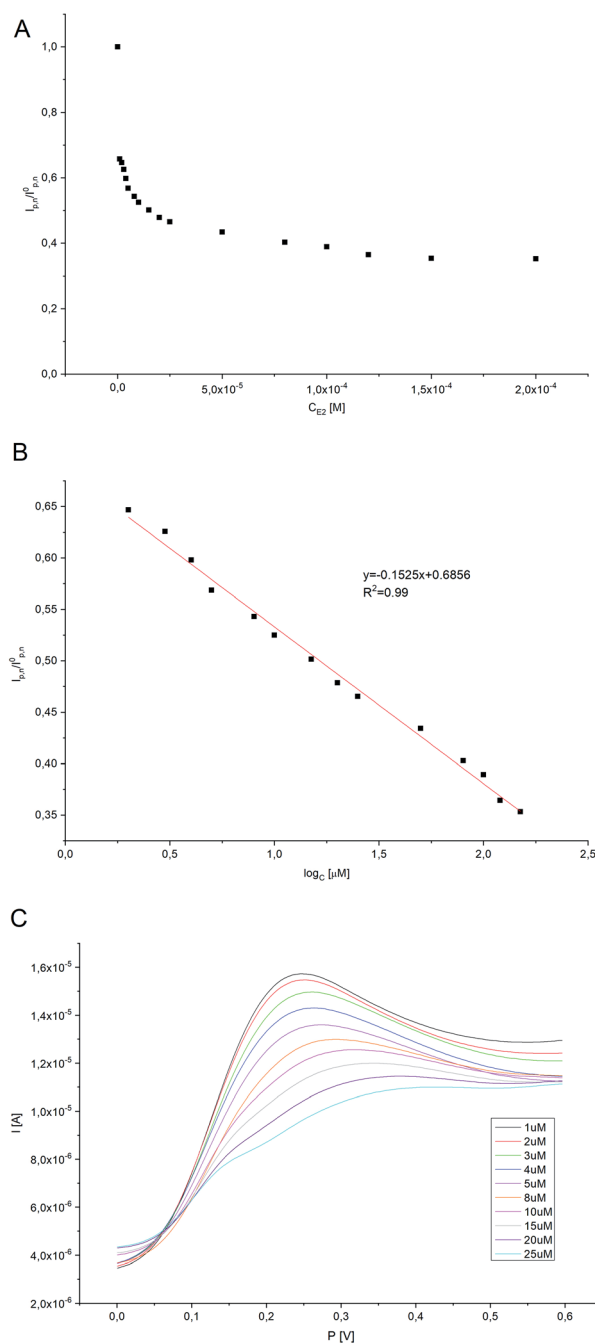 A
1,0
0,8
0,6
0,4
0,2
0,0
I_{p,n}/I^0_{p,n}
0,0
5,0x10^{-5}
1,0x10^{-4}
1,5x10^{-4}
2,0x10^{-4}
C_{E2} [M]
B
0,65
0,60
0,55
0,50
0,45
0,40
0,35
I_{p,n}/I^0_{p,n}
y=-0.1525x+0.6856
R^2=0.99
0,0
0,5
1,0
1,5
2,0
2,5
log_C [μM]
C
1,6x10^{-5}
1,4x10^{-5}
1,2x10^{-5}
1,0x10^{-5}
8,0x10^{-6}
6,0x10^{-6}
4,0x10^{-6}
2,0x10^{-6}
I [A]
1uM
2uM
3uM
4uM
5uM
8uM
10uM
15uM
20uM
25uM
0,0
0,1
0,2
0,3
0,4
0,5
0,6
P [V]